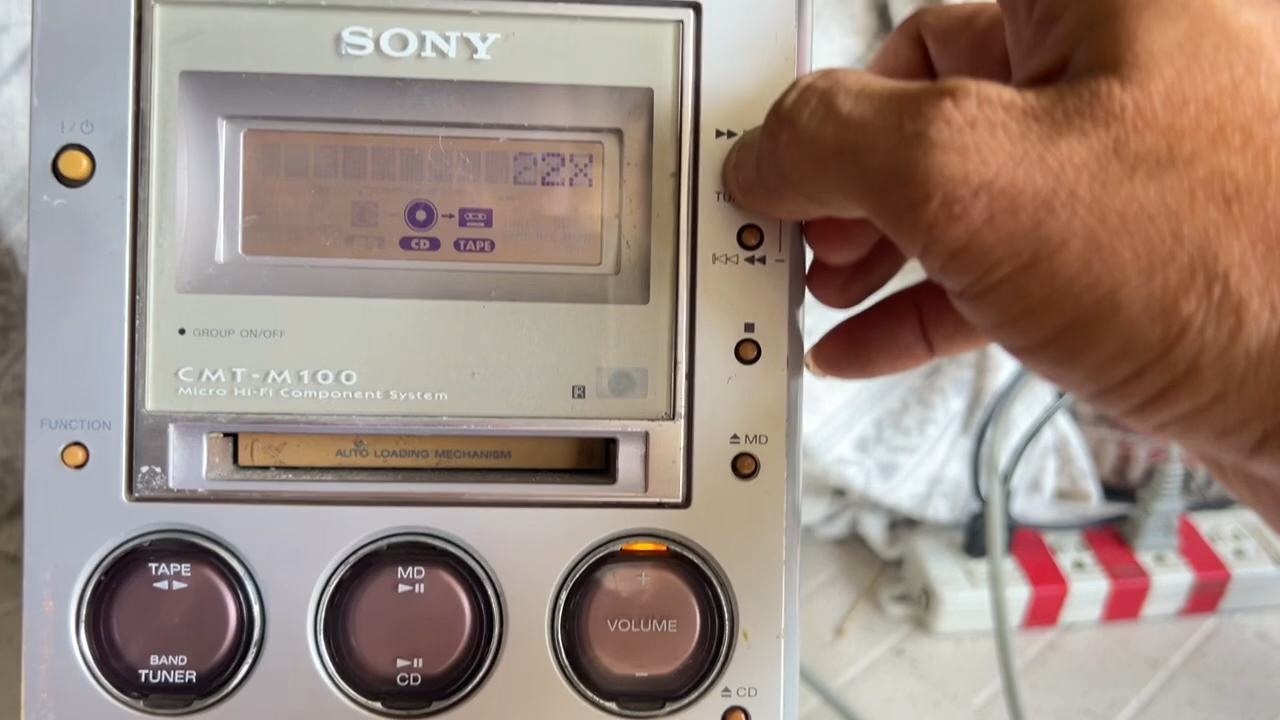 SONY
I/⏻
22X
CD TAPE
GROUP ON/OFF
CMT-M100
Micro Hi-Fi Component System
FUNCTION
AUTO LOADING MECHANISM
MD
TAPE
BAND
TUNER
MD
CD
+
VOLUME
−
CD